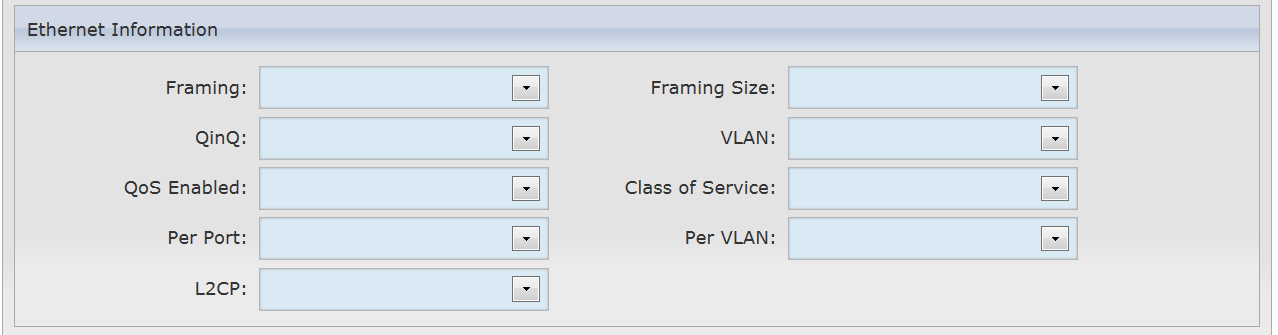 Ethernet Information
Framing: Framing Size:
QinQ: VLAN:
QoS Enabled: Class of Service:
Per Port: Per VLAN:
L2CP: